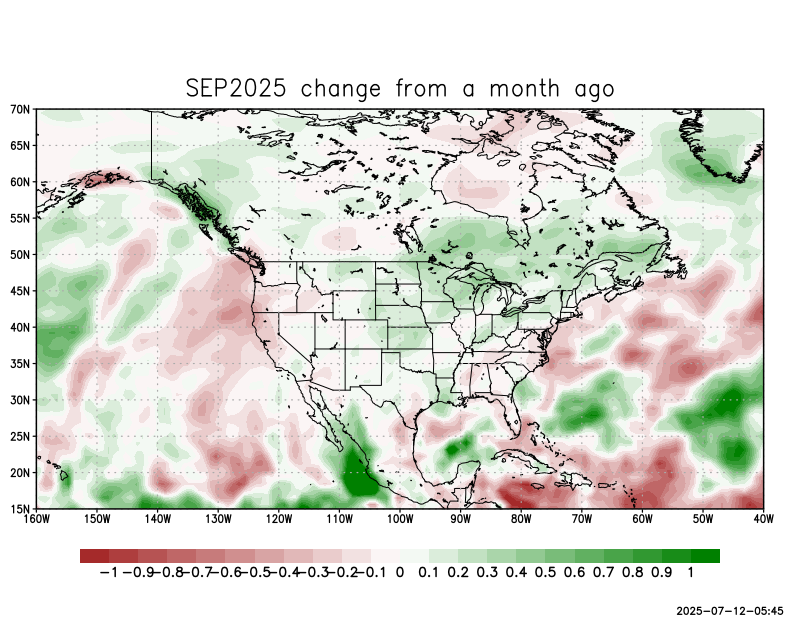 SEP2025 change from a month ago
70N
65N
60N
55N
50N
45N
40N
35N
30N
25N
20N
15N
160W 150W 140W 130W 120W 110W 100W 90W 80W 70W 60W 50W 40W
-1 -0.9 -0.8 -0.7 -0.6 -0.5 -0.4 -0.3 -0.2 -0.1 0 0.1 0.2 0.3 0.4 0.5 0.6 0.7 0.8 0.9 1
2025-07-12-05:45